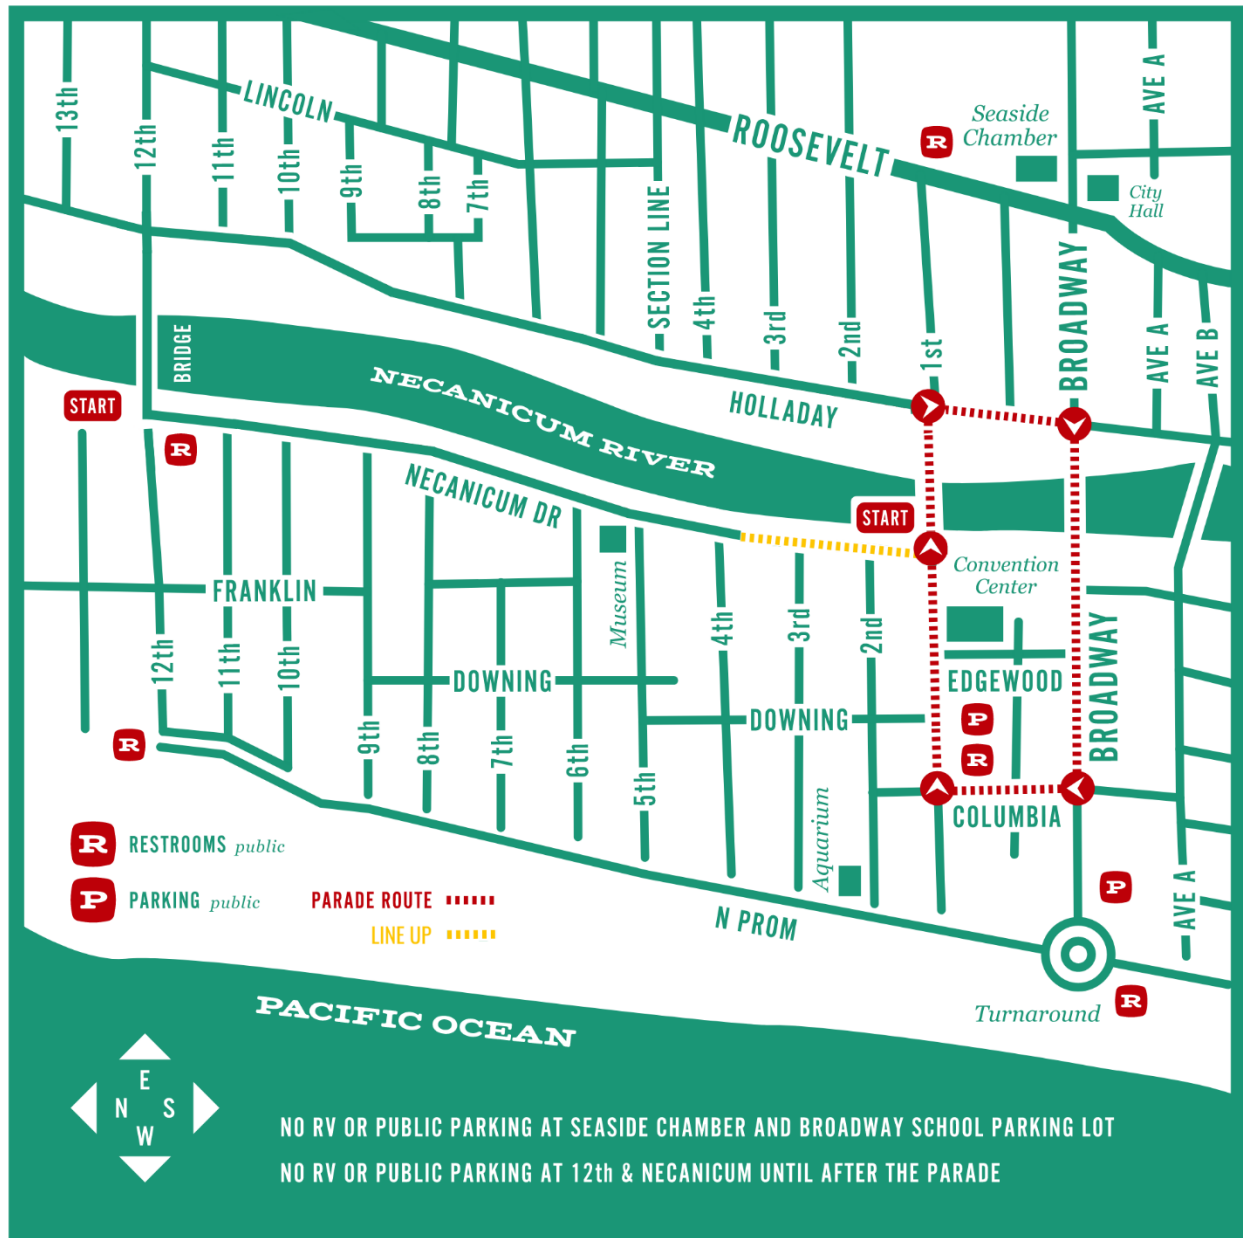 13th
12th
11th
10th
LINCOLN
9th
8th
7th
SECTION LINE
4th
3rd
2nd
ROOSEVELT
1st
R
Seaside
Chamber
AVE A
City
Hall
BROADWAY
AVE A
AVE B
BRIDGE
START
NECANICUM RIVER
HOLLADAY
R
NECANICUM DR
START
Museum
Convention
Center
FRANKLIN
12th
11th
10th
4th
3rd
2nd
DOWNING
EDGEWOOD
BROADWAY
DOWNING
P
R
R
9th
8th
7th
6th
5th
Aquarium
COLUMBIA
R RESTROOMS public
P PARKING public
PARADE ROUTE
LINE UP
N PROM
P
AVE A
R
Turnaround
PACIFIC OCEAN
E
N S
W
NO RV OR PUBLIC PARKING AT SEASIDE CHAMBER AND BROADWAY SCHOOL PARKING LOT
NO RV OR PUBLIC PARKING AT 12th & NECANICUM UNTIL AFTER THE PARADE